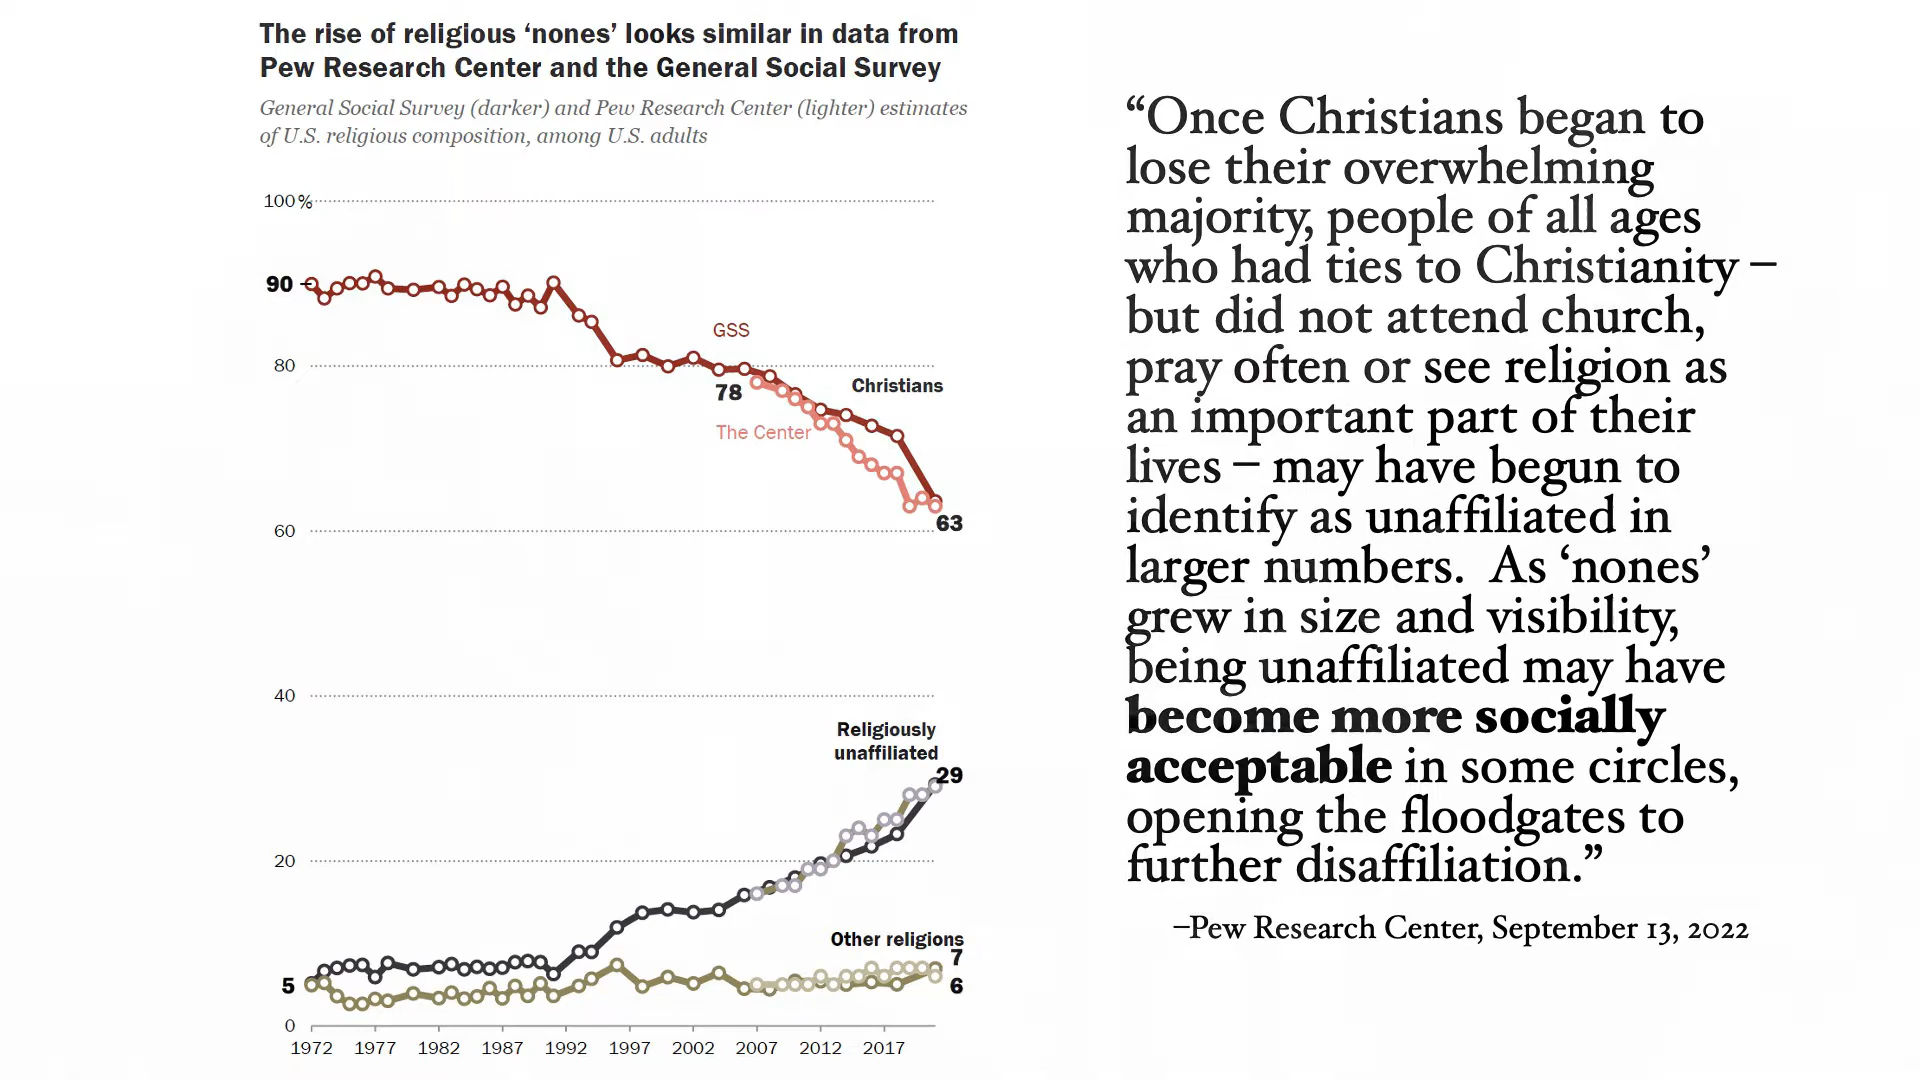 The rise of religious ‘nones’ looks similar in data from
Pew Research Center and the General Social Survey
General Social Survey (darker) and Pew Research Center (lighter) estimates
of U.S. religious composition, among U.S. adults
100%
90
GSS
80
Christians
78
The Center
63
60
40
Religiously
unaffiliated
29
20
Other religions
7
5
6
0
1972 1977 1982 1987 1992 1997 2002 2007 2012 2017
“Once Christians began to
lose their overwhelming
majority, people of all ages
who had ties to Christianity –
but did not attend church,
pray often or see religion as
an important part of their
lives – may have begun to
identify as unaffiliated in
larger numbers.  As ‘nones’
grew in size and visibility,
being unaffiliated may have
become more socially
acceptable in some circles,
opening the floodgates to
further disaffiliation.”
–Pew Research Center, September 13, 2022